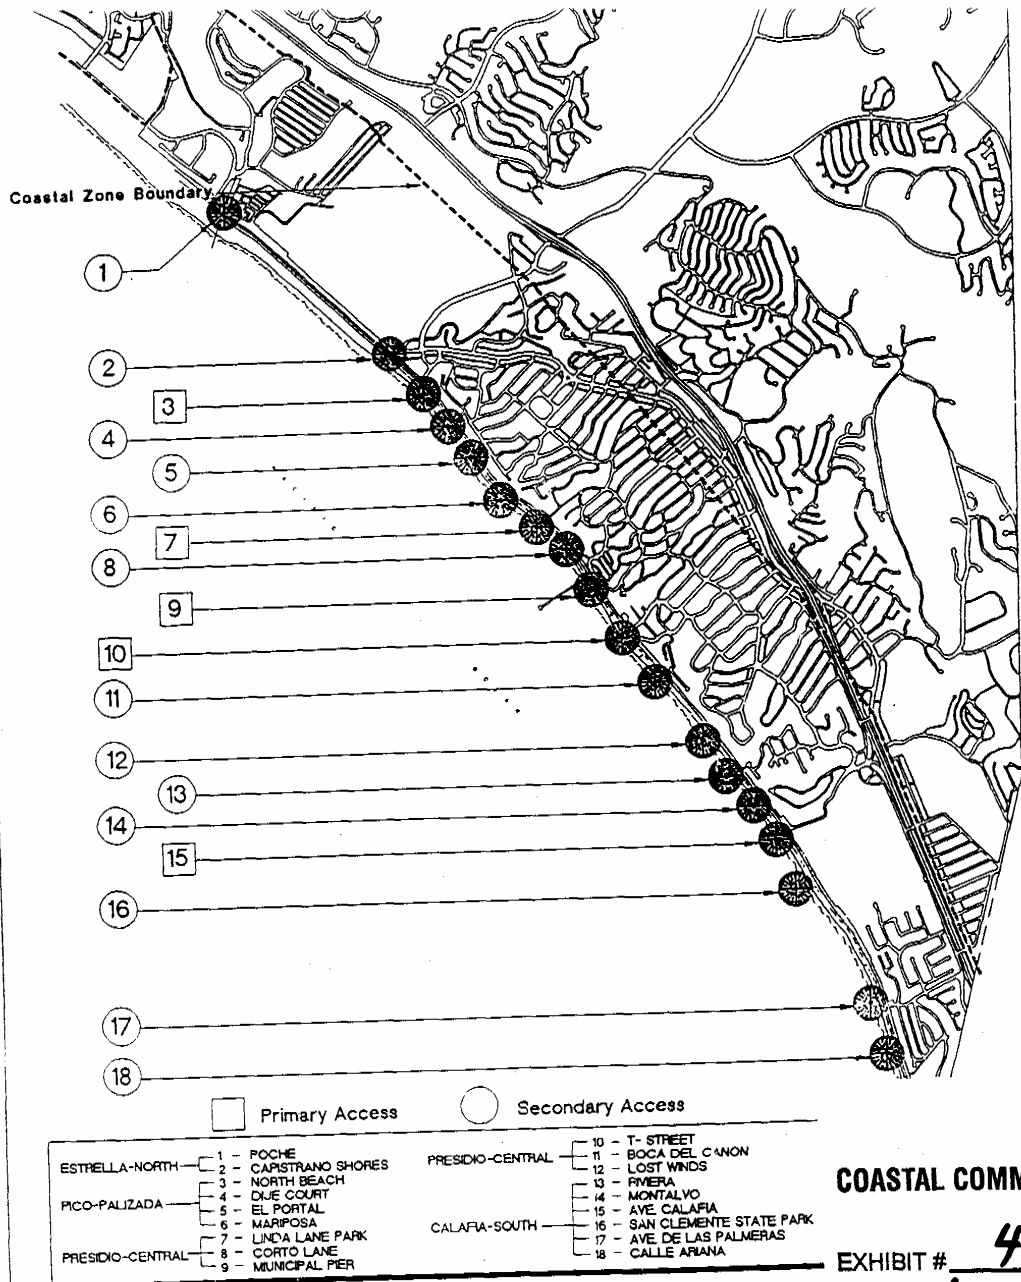 Coastal Zone Boundary
1
2
3
4
5
6
7
8
9
10
11
12
13
14
15
16
17
18
Primary Access
Secondary Access
ESTRELLA-NORTH
1 - POCHE
2 - CAPISTRANO SHORES
PICO-PALIZADA
3 - NORTH BEACH
4 - DIJE COURT
5 - EL PORTAL
6 - MARIPOSA
PRESIDIO-CENTRAL
7 - LINDA LANE PARK
8 - CORTO LANE
9 - MUNICIPAL PIER
PRESIDIO-CENTRAL
10 - T- STREET
11 - BOCA DEL CANON
12 - LOST WINDS
CALAFIA-SOUTH
13 - RIVIERA
14 - MONTALVO
15 - AVE CALAFIA
16 - SAN CLEMENTE STATE PARK
17 - AVE DE LAS PALMERAS
18 - CALLE ARIANA
COASTAL COMM
EXHIBIT # 4